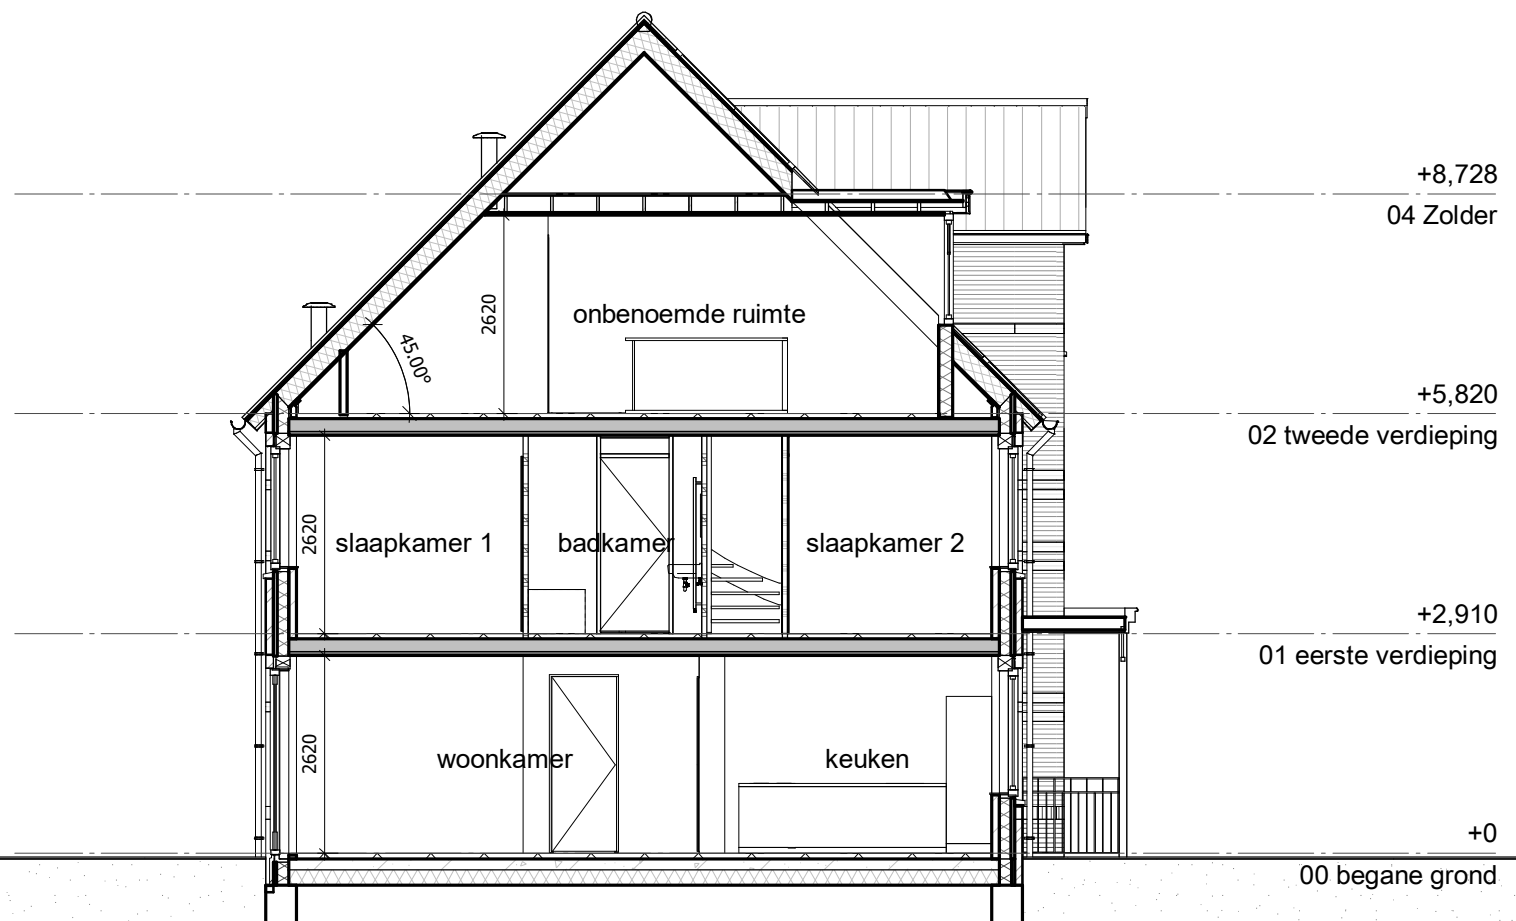 +8,728
04 Zolder
2620
onbenoemde ruimte
45.00°
+5,820
02 tweede verdieping
2620
slaapkamer 1
badkamer
slaapkamer 2
+2,910
01 eerste verdieping
2620
woonkamer
keuken
+0
00 begane grond